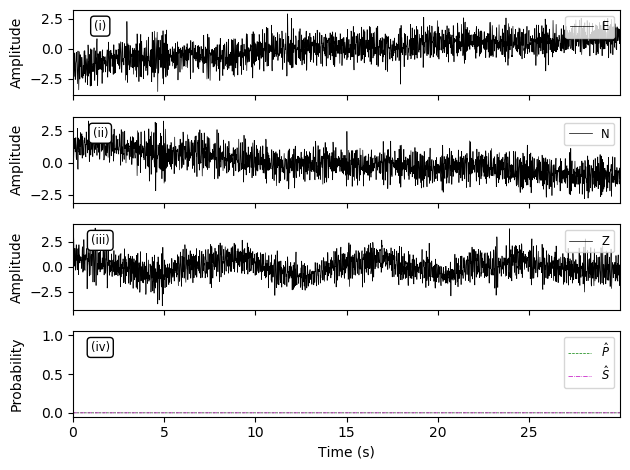 (i)
E
Amplitude
2.5
0.0
−2.5
(ii)
N
Amplitude
2.5
0.0
−2.5
(iii)
Z
Amplitude
2.5
0.0
−2.5
(iv)
P̂
Ŝ
Probability
1.0
0.5
0.0
0 5 10 15 20 25
Time (s)